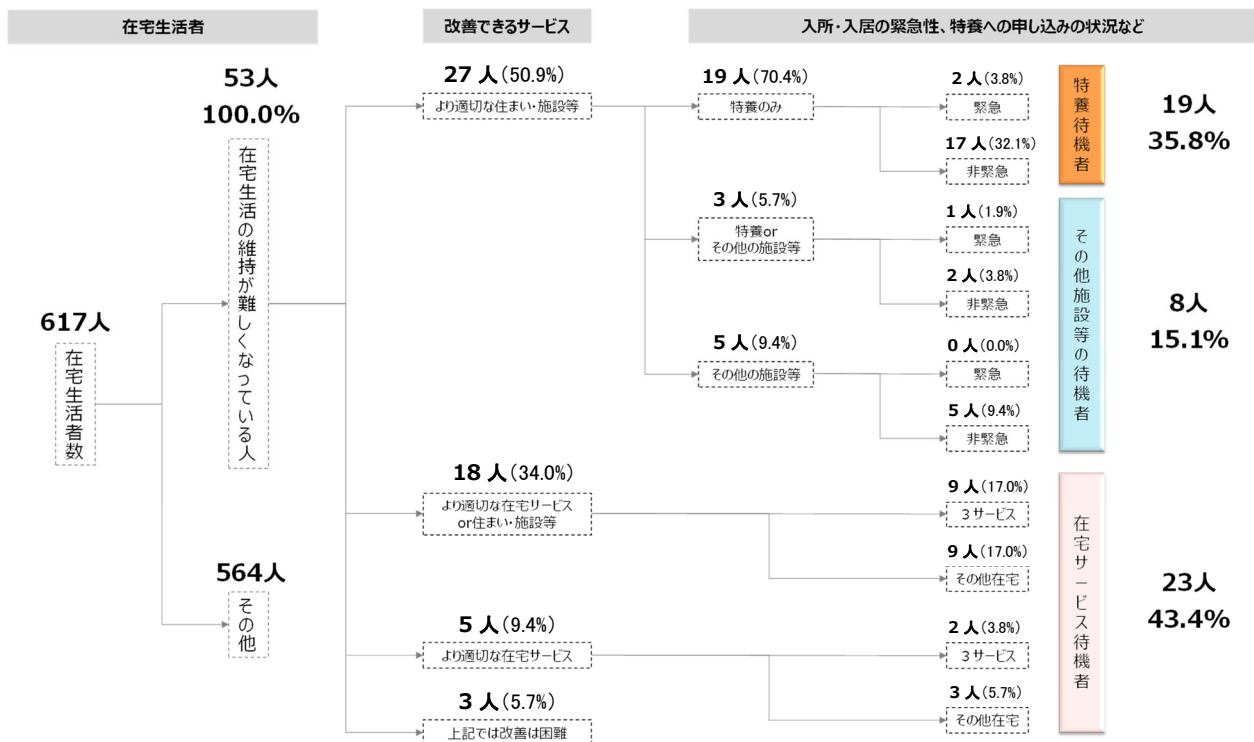 在宅生活者
改善できるサービス
入所・入居の緊急性、特養への申し込みの状況など
617人
在宅生活者数
53人
100.0%
在宅生活の維持が難しくなっている人
564人
その他
27 人(50.9%)
より適切な住まい・施設等
18 人(34.0%)
より適切な在宅サービス
or住まい・施設等
5 人(9.4%)
より適切な在宅サービス
3 人(5.7%)
上記では改善は困難
19 人(70.4%)
特養のみ
3 人(5.7%)
特養or
その他の施設等
5 人(9.4%)
その他の施設等
2 人(3.8%)
緊急
17 人(32.1%)
非緊急
1 人(1.9%)
緊急
2 人(3.8%)
非緊急
0 人(0.0%)
緊急
5 人(9.4%)
非緊急
9 人(17.0%)
3サービス
9 人(17.0%)
その他在宅
2 人(3.8%)
3サービス
3 人(5.7%)
その他在宅
特養待機者
19人
35.8%
その他施設等の待機者
8人
15.1%
在宅サービス待機者
23人
43.4%